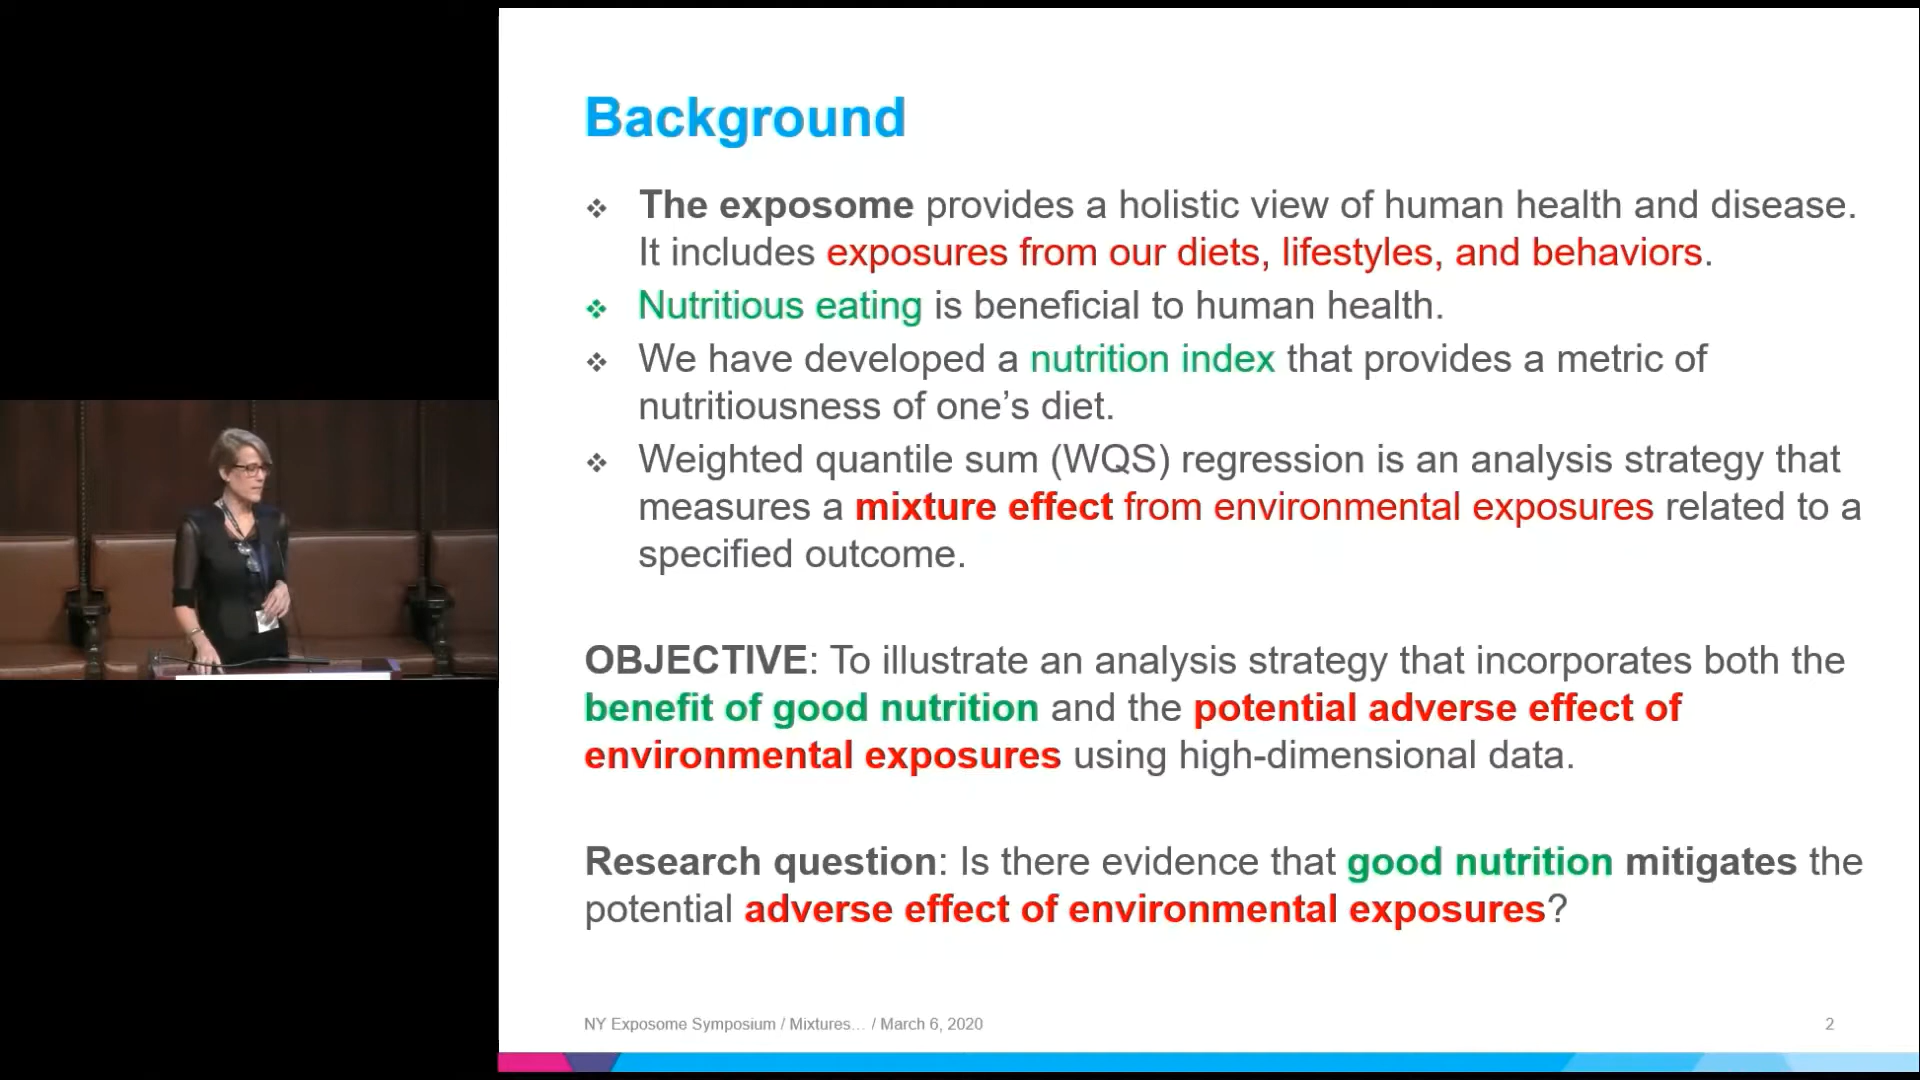 Background
❖ The exposome provides a holistic view of human health and disease.
It includes exposures from our diets, lifestyles, and behaviors.
❖ Nutritious eating is beneficial to human health.
❖ We have developed a nutrition index that provides a metric of
nutritiousness of one’s diet.
❖ Weighted quantile sum (WQS) regression is an analysis strategy that
measures a mixture effect from environmental exposures related to a
specified outcome.
OBJECTIVE: To illustrate an analysis strategy that incorporates both the
benefit of good nutrition and the potential adverse effect of
environmental exposures using high-dimensional data.
Research question: Is there evidence that good nutrition mitigates the
potential adverse effect of environmental exposures?
NY Exposome Symposium / Mixtures… / March 6, 2020
2